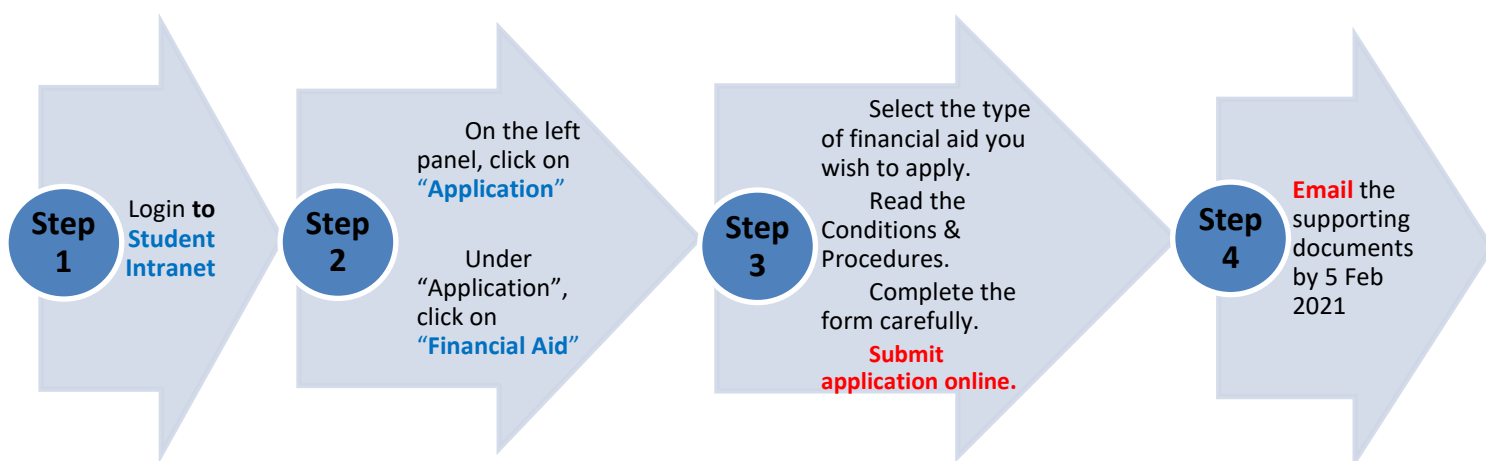 Step
1
Login to
Student
Intranet
Step
2
On the left
panel, click on
“Application”
Under
“Application”,
click on
“Financial Aid”
Step
3
Select the type
of financial aid you
wish to apply.
Read the
Conditions &
Procedures.
Complete the
form carefully.
Submit
application online.
Step
4
Email the
supporting
documents
by 5 Feb
2021